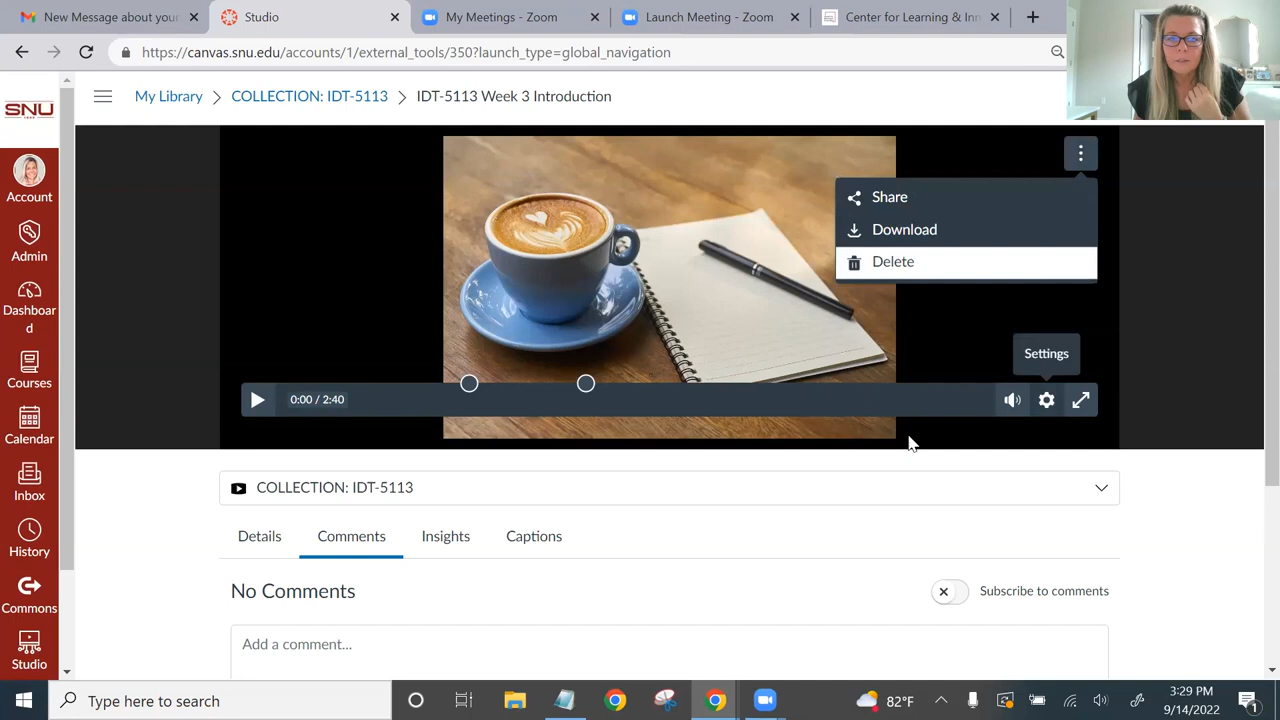 New Message about your
Studio
My Meetings - Zoom
Launch Meeting - Zoom
Center for Learning & Inn
https://canvas.snu.edu/accounts/1/external_tools/350?launch_type=global_navigation
SNU
My Library
COLLECTION: IDT-5113
IDT-5113 Week 3 Introduction
Share
Download
Delete
Settings
0:00 / 2:40
Account
Admin
Dashboar
d
Courses
Calendar
Inbox
History
Commons
Studio
COLLECTION: IDT-5113
Details
Comments
Insights
Captions
No Comments
Subscribe to comments
Add a comment...
Type here to search
82°F
3:29 PM
9/14/2022
1